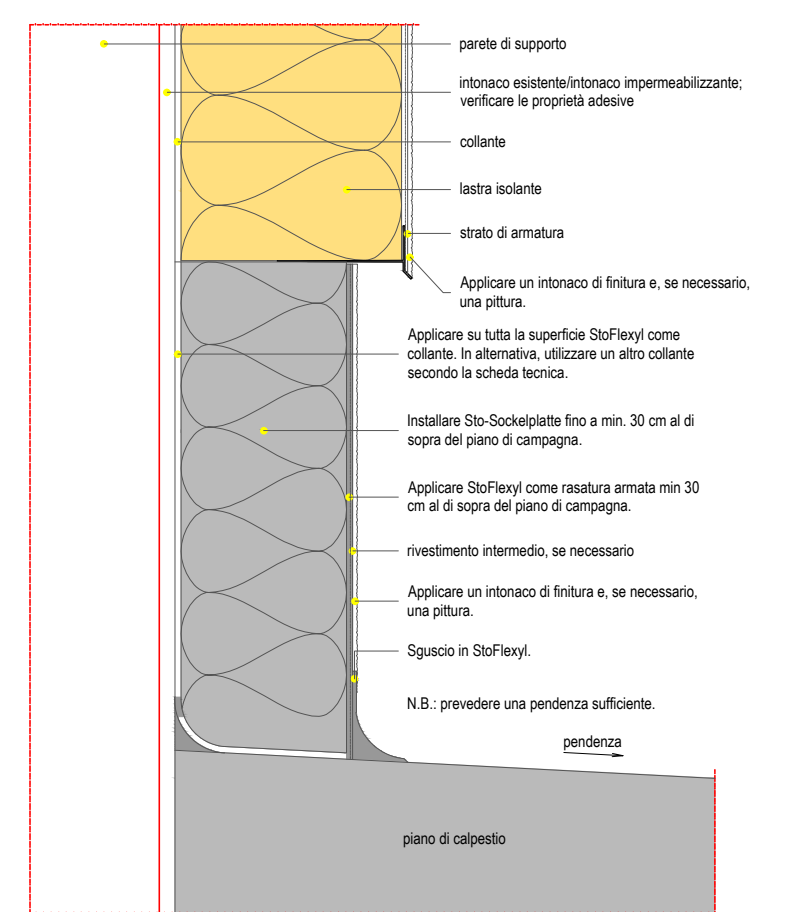 parete di supporto
intonaco esistente/intonaco impermeabilizzante;
verificare le proprietà adesive
collante
lastra isolante
strato di armatura
Applicare un intonaco di finitura e, se necessario,
una pittura.
Applicare su tutta la superficie StoFlexyl come
collante. In alternativa, utilizzare un altro collante
secondo la scheda tecnica.
Installare Sto-Sockelplatte fino a min. 30 cm al di
sopra del piano di campagna.
Applicare StoFlexyl come rasatura armata min 30
cm al di sopra del piano di campagna.
rivestimento intermedio, se necessario
Applicare un intonaco di finitura e, se necessario,
una pittura.
Sguscio in StoFlexyl.
N.B.: prevedere una pendenza sufficiente.
pendenza
piano di calpestio